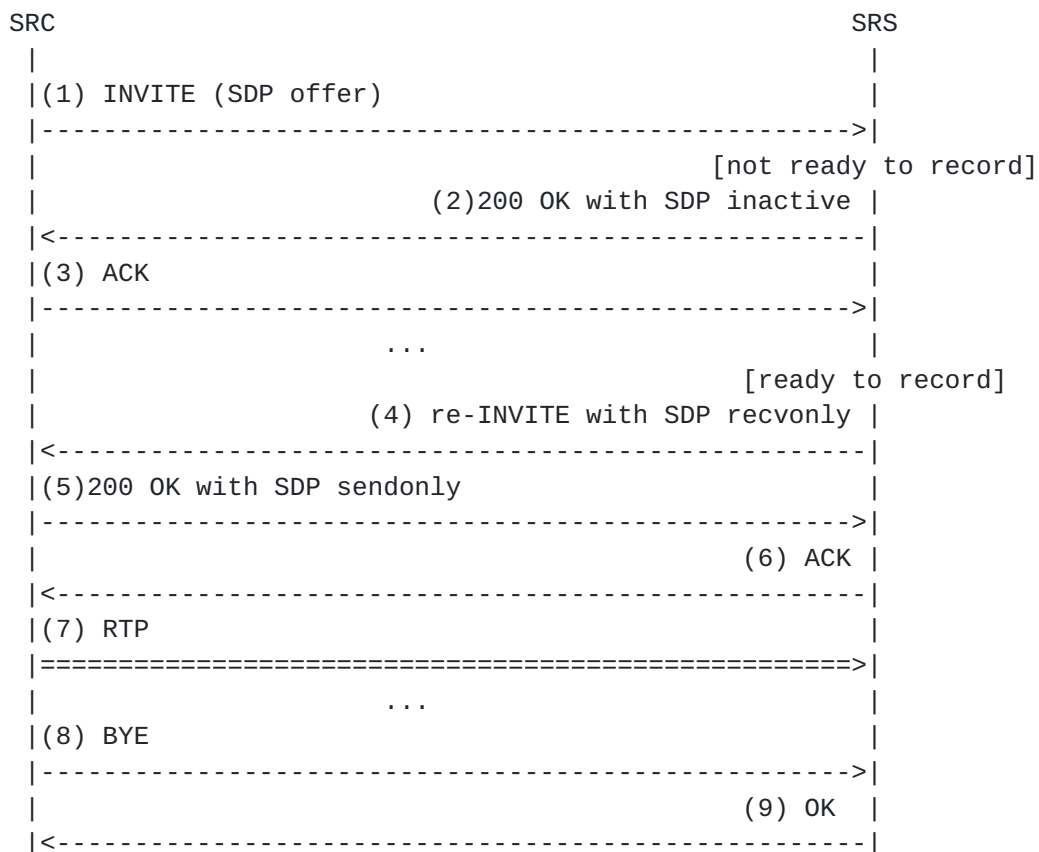 SRC SRS
| |
|(1) INVITE (SDP offer) |
|---------------------------------------------------->|
| [not ready to record]
| (2)200 OK with SDP inactive |
|<----------------------------------------------------|
|(3) ACK |
|---------------------------------------------------->|
| ... |
| [ready to record]
| (4) re-INVITE with SDP recvonly |
|<----------------------------------------------------|
|(5)200 OK with SDP sendonly |
|---------------------------------------------------->|
| (6) ACK |
|<----------------------------------------------------|
|(7) RTP |
|====================================================>|
| ... |
|(8) BYE |
|---------------------------------------------------->|
| (9) OK |
|<----------------------------------------------------|